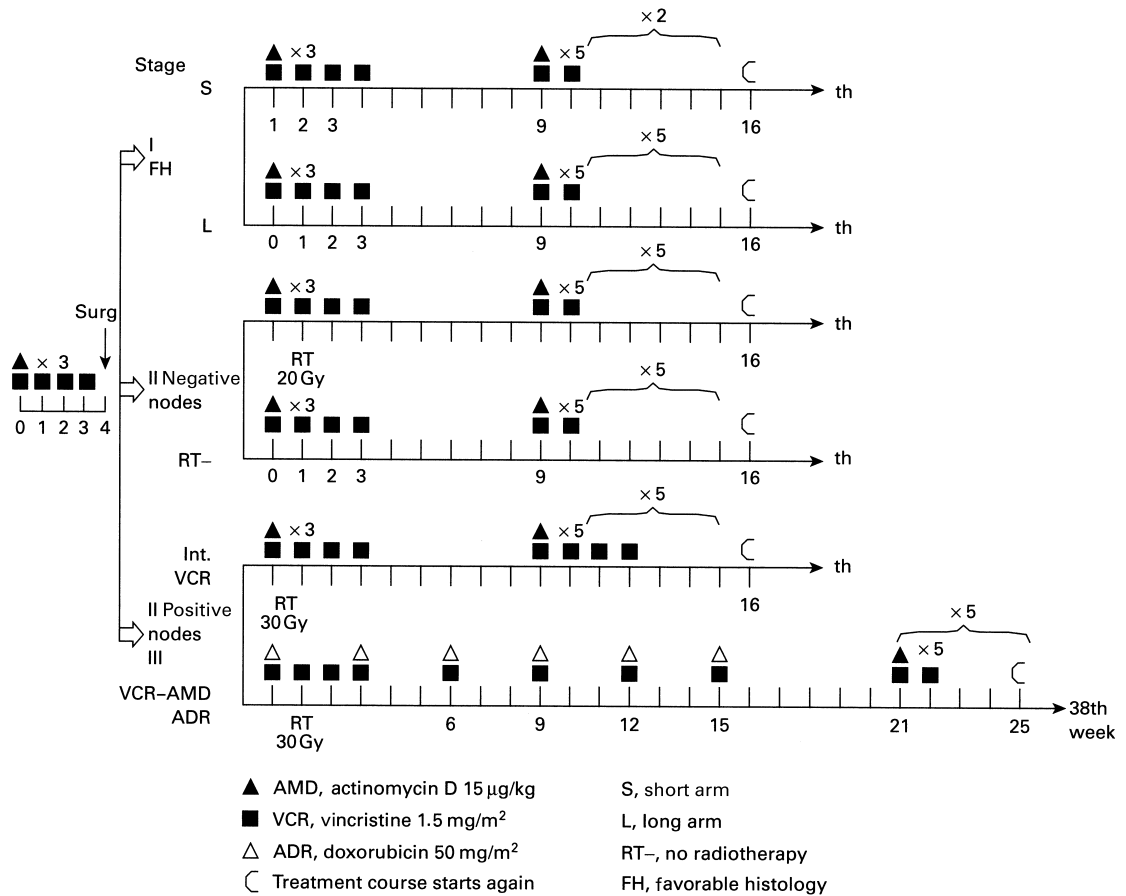 × 2
Stage
× 3
× 5
S
th
1 2 3 9 16
× 5
I
FH
× 3
× 5
L
th
0 1 2 3 9 16
× 5
× 3
× 5
th
16
Surg
× 3
0 1 2 3 4
RT
20 Gy
II Negative
nodes
× 5
× 3
× 5
RT–
th
0 1 2 3 9 16
× 5
× 3
× 5
Int.
VCR
th
16
RT
30 Gy
II Positive
nodes
III
× 5
× 5
VCR–AMD
ADR
RT
30 Gy
6 9 12 15 21 25
38th
week
AMD, actinomycin D 15 μg/kg
VCR, vincristine 1.5 mg/m²
ADR, doxorubicin 50 mg/m²
Treatment course starts again
S, short arm
L, long arm
RT–, no radiotherapy
FH, favorable histology